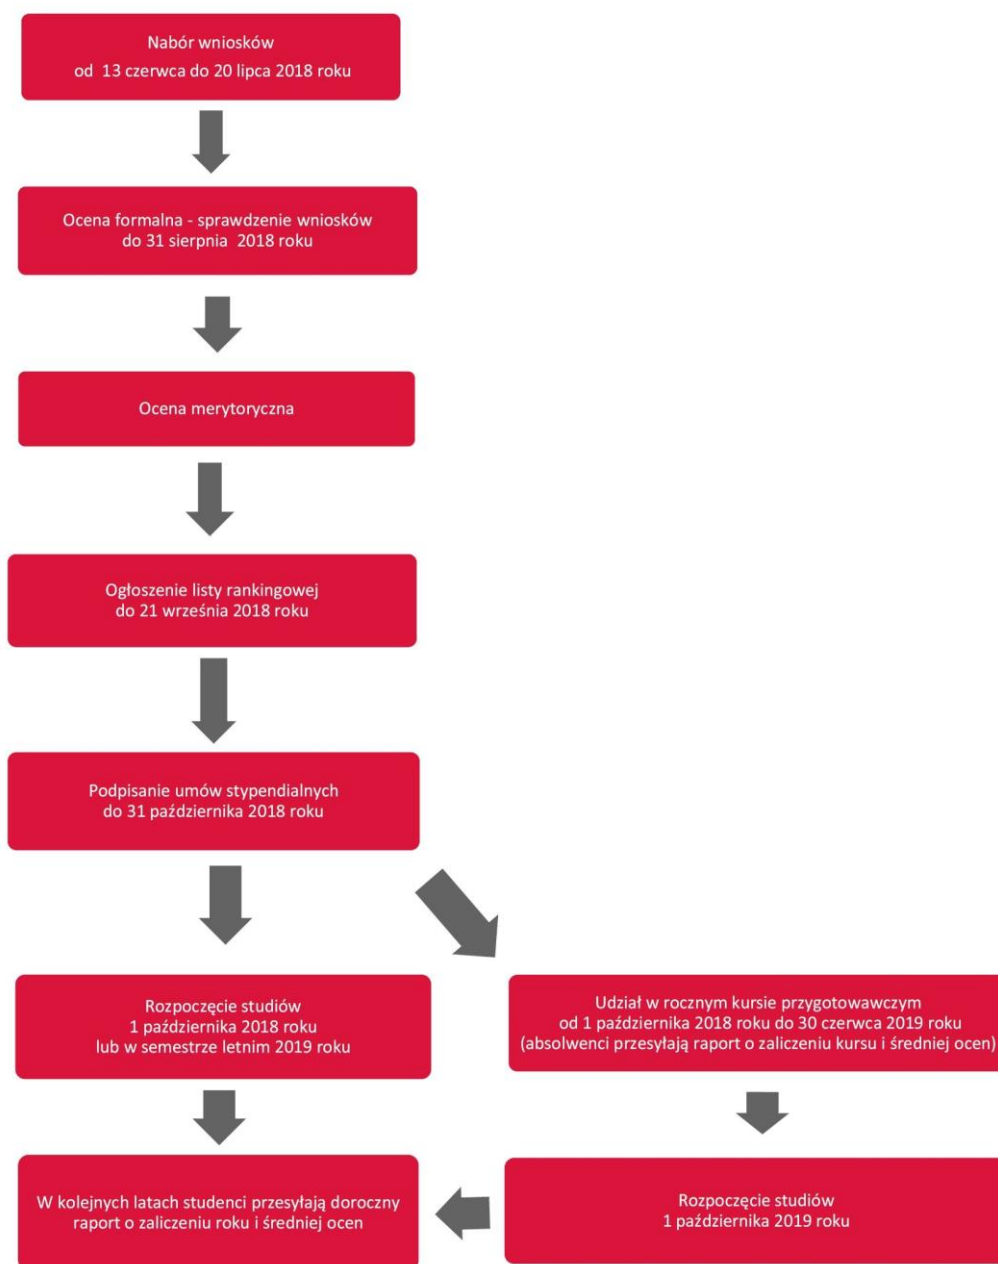 Nabór wniosków
od 13 czerwca do 20 lipca 2018 roku
Ocena formalna - sprawdzenie wniosków
do 31 sierpnia 2018 roku
Ocena merytoryczna
Ogłoszenie listy rankingowej
do 21 września 2018 roku
Podpisanie umów stypendialnych
do 31 października 2018 roku
Rozpoczęcie studiów
1 października 2018 roku
lub w semestrze letnim 2019 roku
Udział w rocznym kursie przygotowawczym
od 1 października 2018 roku do 30 czerwca 2019 roku
(absolwenci przesyłają raport o zaliczeniu kursu i średniej ocen)
W kolejnych latach studenci przesyłają doroczny
raport o zaliczeniu roku i średniej ocen
Rozpoczęcie studiów
1 października 2019 roku